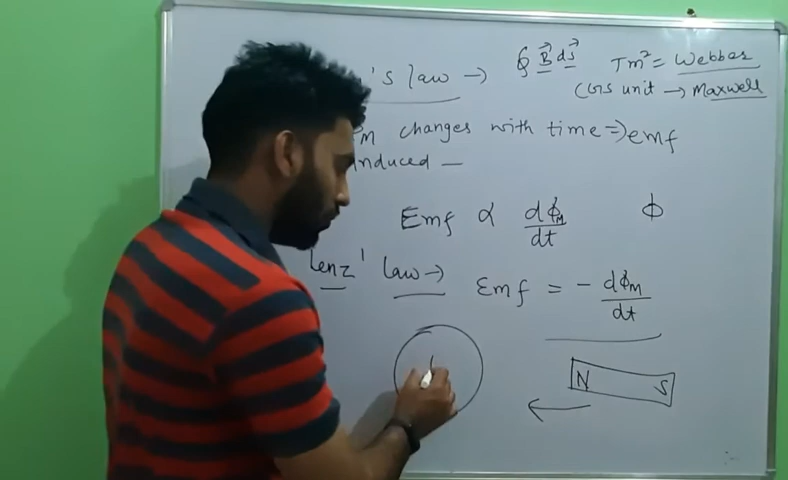 's law → ∮ B⃗ ds⃗ Tm² = Webber
CGS unit → Maxwell
m changes with time ⇒ emf
induced —
Emf α dϕM/dt ϕ
Lenz' law → Emf = - dϕM/dt
N S